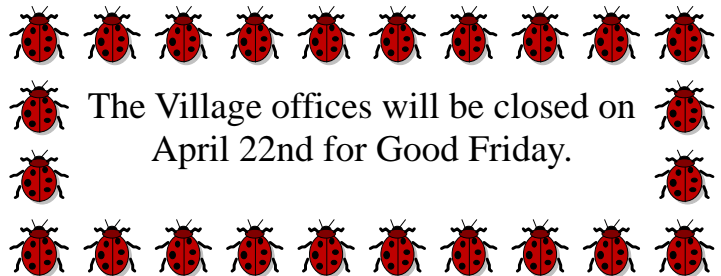 The Village offices will be closed on
April 22nd for Good Friday.